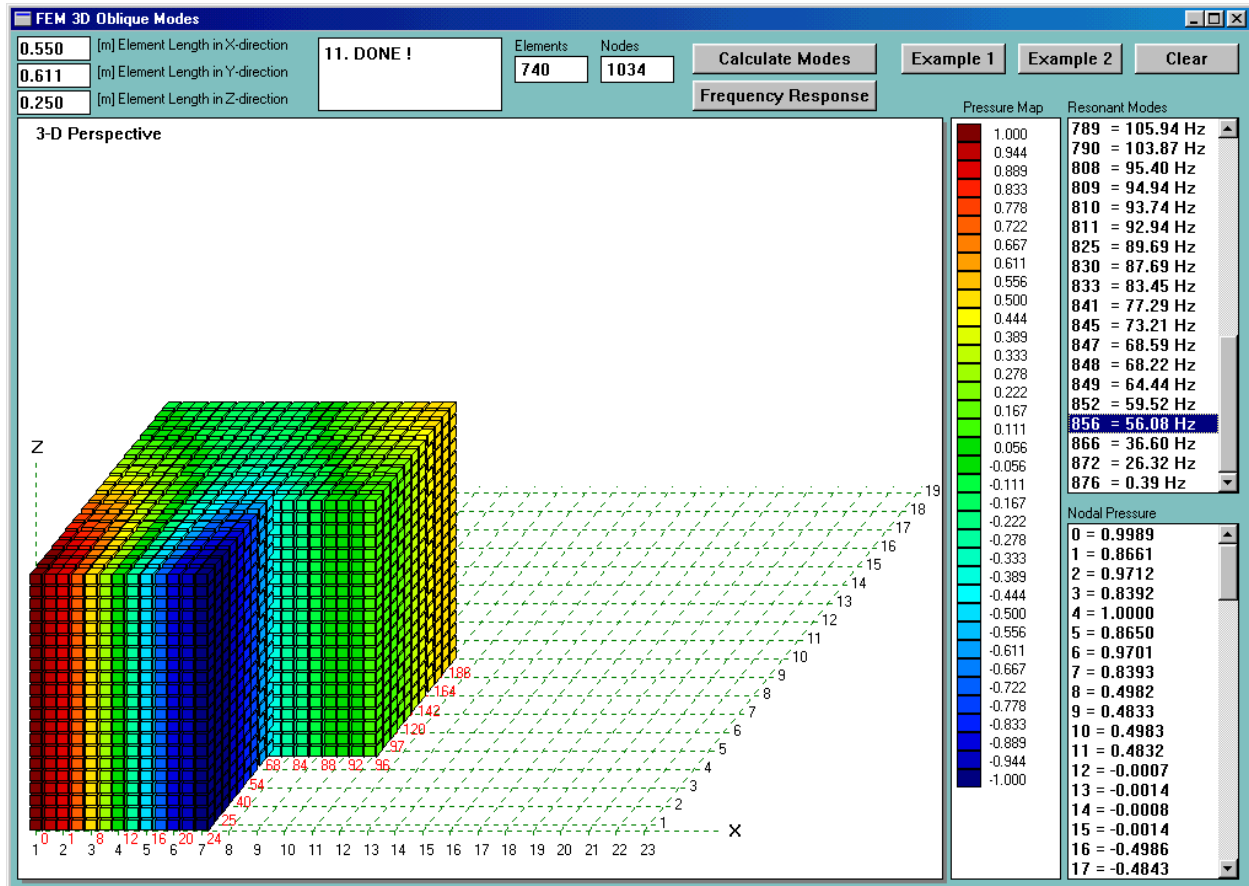 FEM 3D Oblique Modes
0.550 [m] Element Length in X-direction
0.611 [m] Element Length in Y-direction
0.250 [m] Element Length in Z-direction
11. DONE !
Elements
740
Nodes
1034
Calculate Modes
Frequency Response
Example 1
Example 2
Clear
3-D Perspective
Z
19
18
17
16
15
14
13
12
11
10
9
8
7
6
5
4
3
2
1
X
188
164
142
120
97
68 84 88 92 96
54
40
25
0 1 8 12 16 20 24
1 2 3 4 5 6 7 8 9 10 11 12 13 14 15 16 17 18 19 20 21 22 23
Pressure Map
1.000
0.944
0.889
0.833
0.778
0.722
0.667
0.611
0.556
0.500
0.444
0.389
0.333
0.278
0.222
0.167
0.111
0.056
-0.056
-0.111
-0.167
-0.222
-0.278
-0.333
-0.389
-0.444
-0.500
-0.556
-0.611
-0.667
-0.722
-0.778
-0.833
-0.889
-0.944
-1.000
Resonant Modes
789 = 105.94 Hz
790 = 103.87 Hz
808 = 95.40 Hz
809 = 94.94 Hz
810 = 93.74 Hz
811 = 92.94 Hz
825 = 89.69 Hz
830 = 87.69 Hz
833 = 83.45 Hz
841 = 77.29 Hz
845 = 73.21 Hz
847 = 68.59 Hz
848 = 68.22 Hz
849 = 64.44 Hz
852 = 59.52 Hz
856 = 56.08 Hz
866 = 36.60 Hz
872 = 26.32 Hz
876 = 0.39 Hz
Nodal Pressure
0 = 0.9989
1 = 0.8661
2 = 0.9712
3 = 0.8392
4 = 1.0000
5 = 0.8650
6 = 0.9701
7 = 0.8393
8 = 0.4982
9 = 0.4833
10 = 0.4983
11 = 0.4832
12 = -0.0007
13 = -0.0014
14 = -0.0008
15 = -0.0014
16 = -0.4986
17 = -0.4843